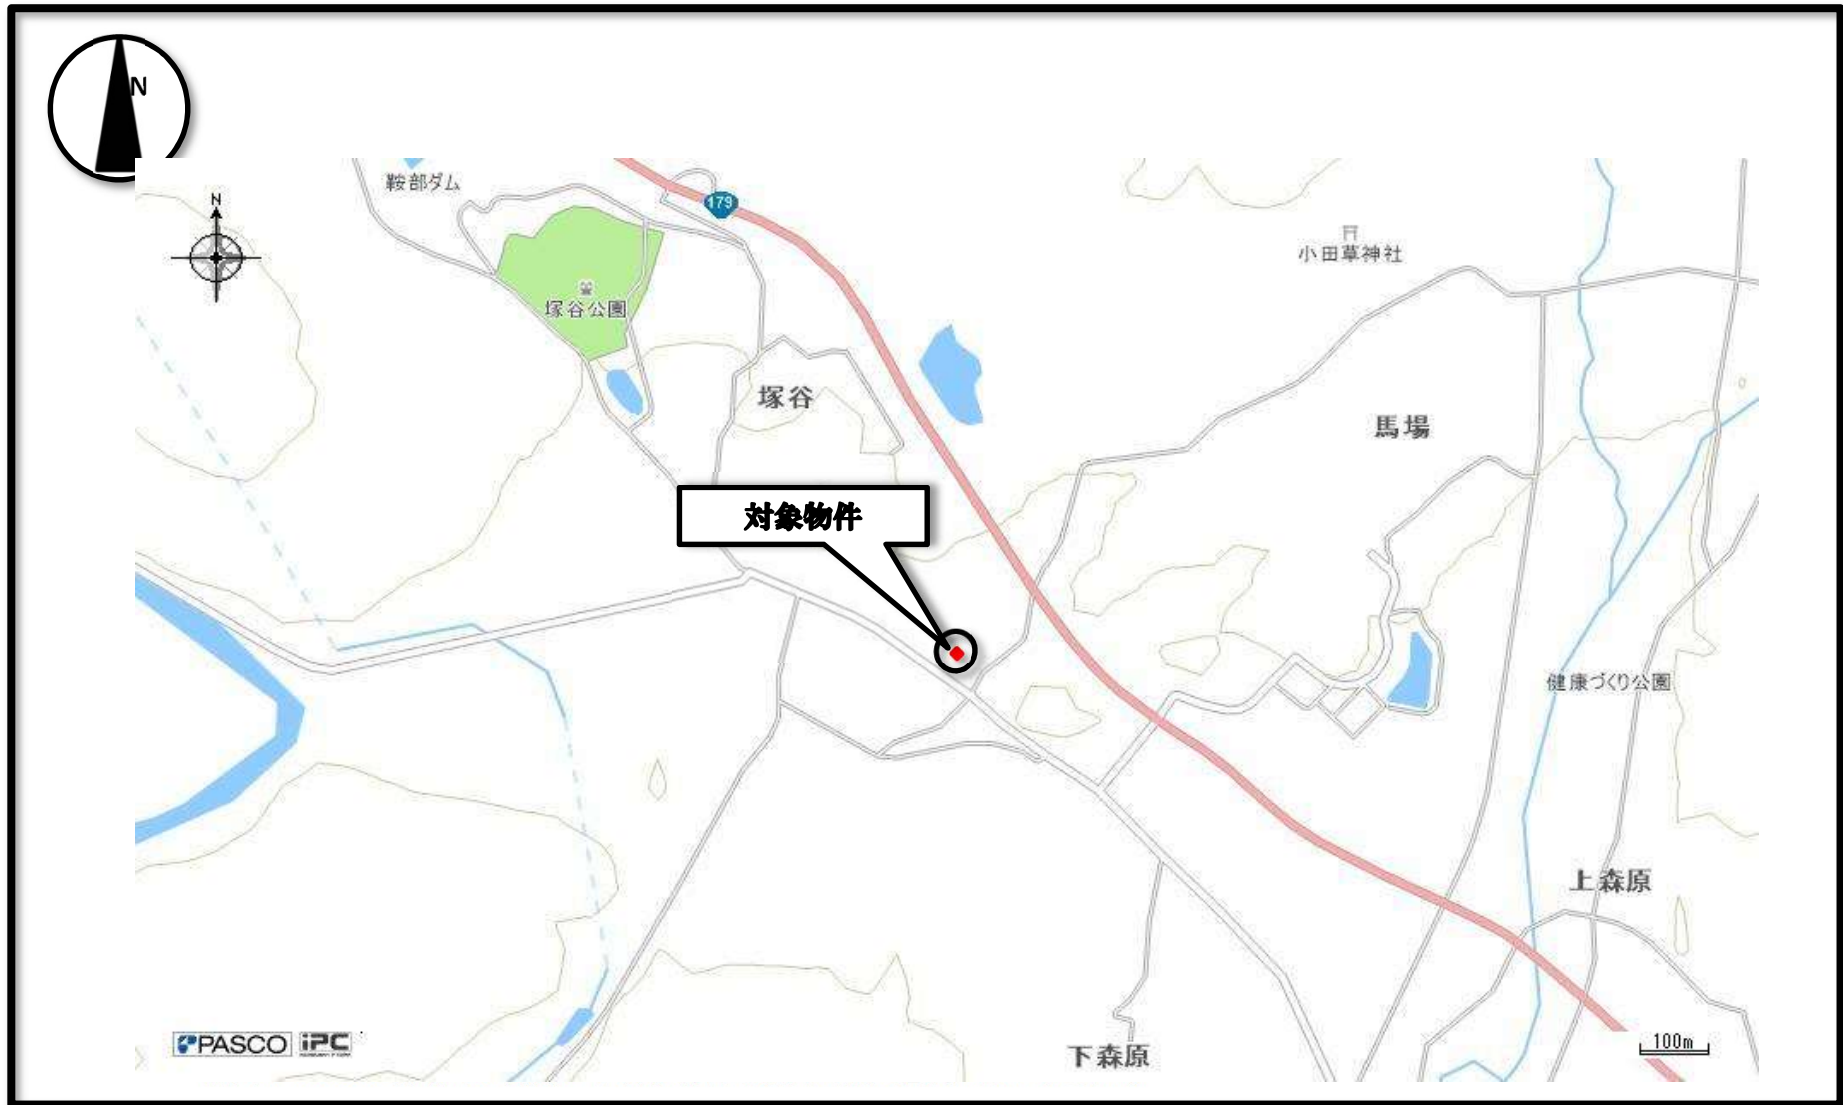 N
鞍部ダム
N
179
小田草神社
塚谷公園
塚谷
馬場
対象物件
健康づくり公園
上森原
下森原
PASCO iPC
100m